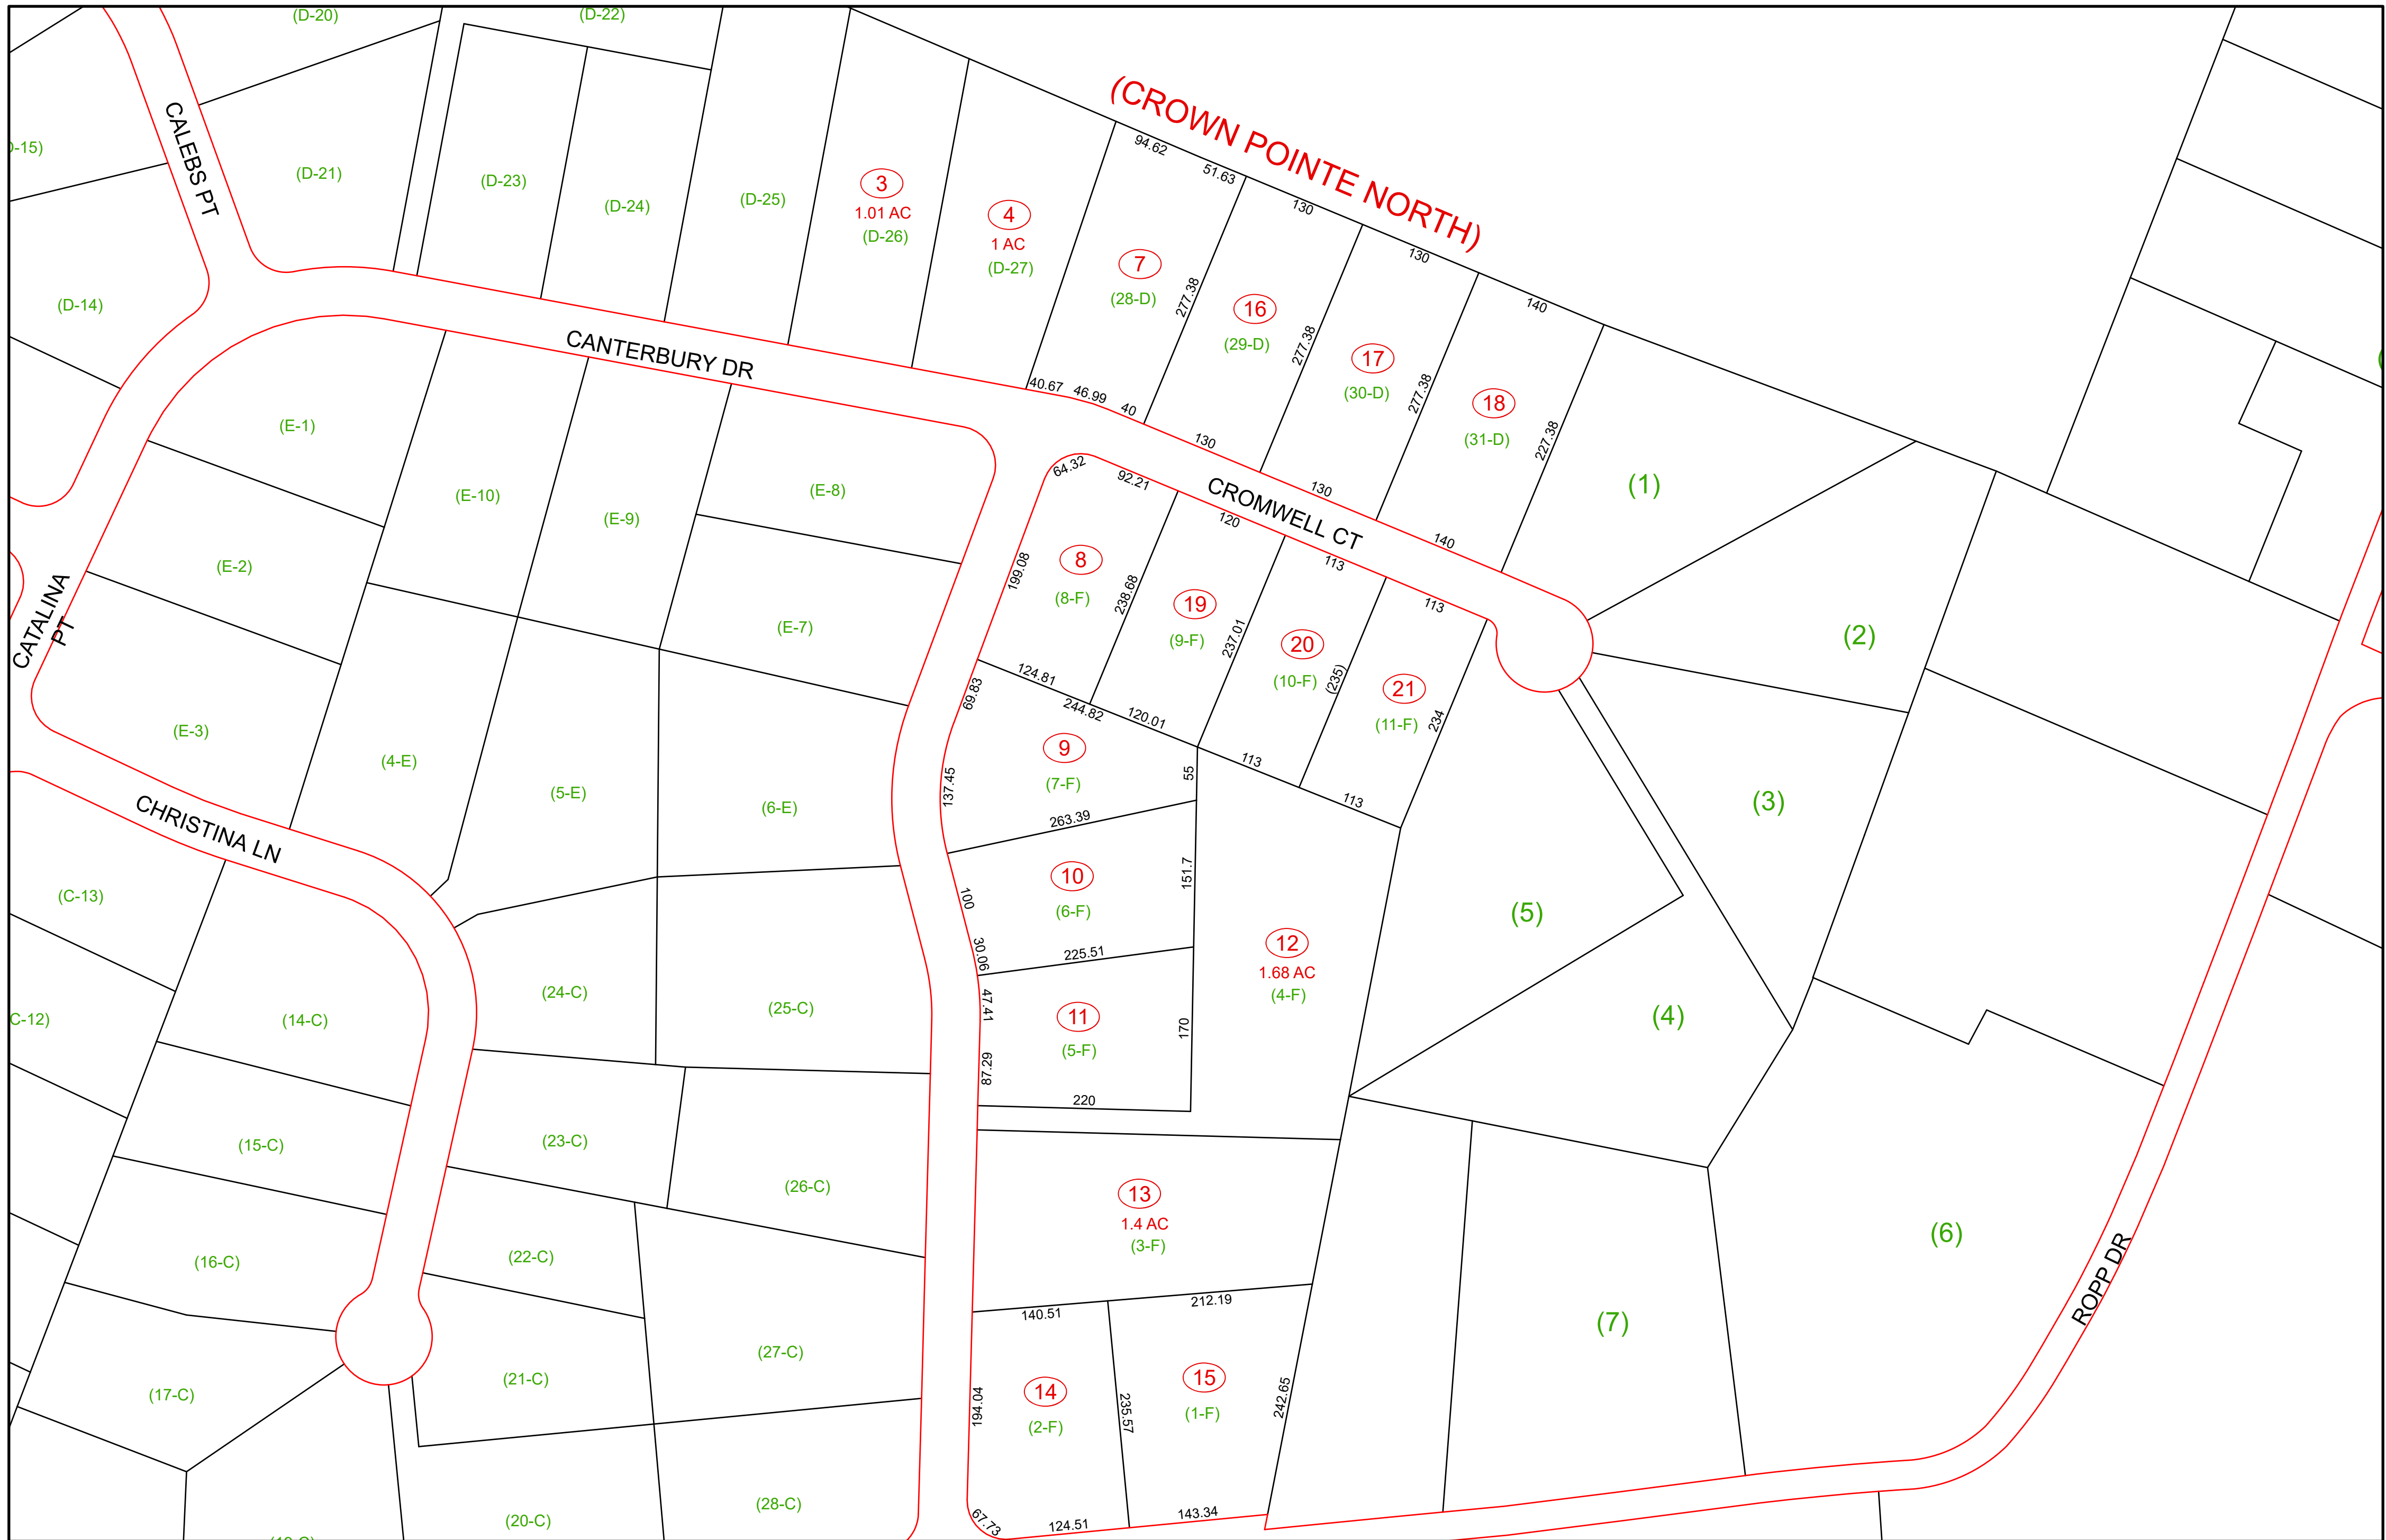 (D-20)
(D-22)
(CROWN POINTE NORTH)
CALEBS PT
-15)
(D-21)
(D-23)
(D-24)
(D-25)
3
1.01 AC
(D-26)
4
1 AC
(D-27)
94.62
51.63
130
130
140
7
(28-D)
277.38
16
(29-D)
277.38
17
(30-D)
277.38
18
(31-D)
227.38
(D-14)
CANTERBURY DR
40.67
46.99
40
130
130
140
(E-1)
(E-10)
(E-9)
(E-8)
64.32
92.21
120
CROMWELL CT
113
113
(1)
(E-2)
(E-7)
199.08
8
(8-F)
238.68
19
(9-F)
237.01
20
(10-F)
(235)
21
(11-F)
234
(2)
CATALINA
PT
(E-3)
(4-E)
(5-E)
(6-E)
69.83
124.81
244.82
120.01
113
113
9
(7-F)
55
137.45
263.39
(3)
CHRISTINA LN
(C-13)
10
(6-F)
151.7
100
30.06
225.51
(5)
12
1.68 AC
(4-F)
C-12)
(14-C)
(24-C)
(25-C)
47.41
11
(5-F)
170
87.29
220
(4)
(15-C)
(23-C)
(26-C)
13
1.4 AC
(3-F)
(16-C)
(22-C)
(6)
ROPP DR
140.51
212.19
(7)
(17-C)
(21-C)
(27-C)
194.04
14
(2-F)
235.57
15
(1-F)
242.65
(20-C)
(28-C)
67.73
124.51
143.34